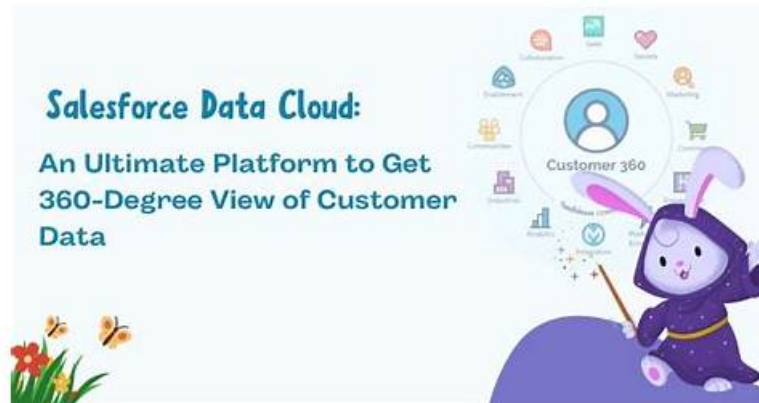 Salesforce Data Cloud:
An Ultimate Platform to Get
360-Degree View of Customer
Data
Sales
Service
Collaboration
Marketing
Enablement
Communities
Customer 360
Industries
Analytics
Integration